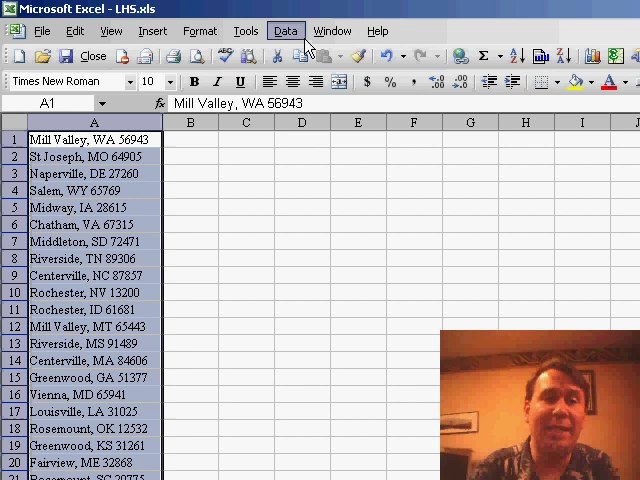 Microsoft Excel - LHS.xls
File Edit View Insert Format Tools Data Window Help
Close
Times New Roman 10 B I U $ % ,
A1 fx Mill Valley, WA 56943
A B C D E F G H I J
1 Mill Valley, WA 56943
2 St Joseph, MO 64905
3 Naperville, DE 27260
4 Salem, WY 65769
5 Midway, IA 28615
6 Chatham, VA 67315
7 Middleton, SD 72471
8 Riverside, TN 89306
9 Centerville, NC 87857
10 Rochester, NV 13200
11 Rochester, ID 61681
12 Mill Valley, MT 65443
13 Riverside, MS 91489
14 Centerville, MA 84606
15 Greenwood, GA 51377
16 Vienna, MD 65941
17 Louisville, LA 31025
18 Rosemount, OK 12532
19 Greenwood, KS 31261
20 Fairview, ME 32868
21 Rosemount, SC 20775